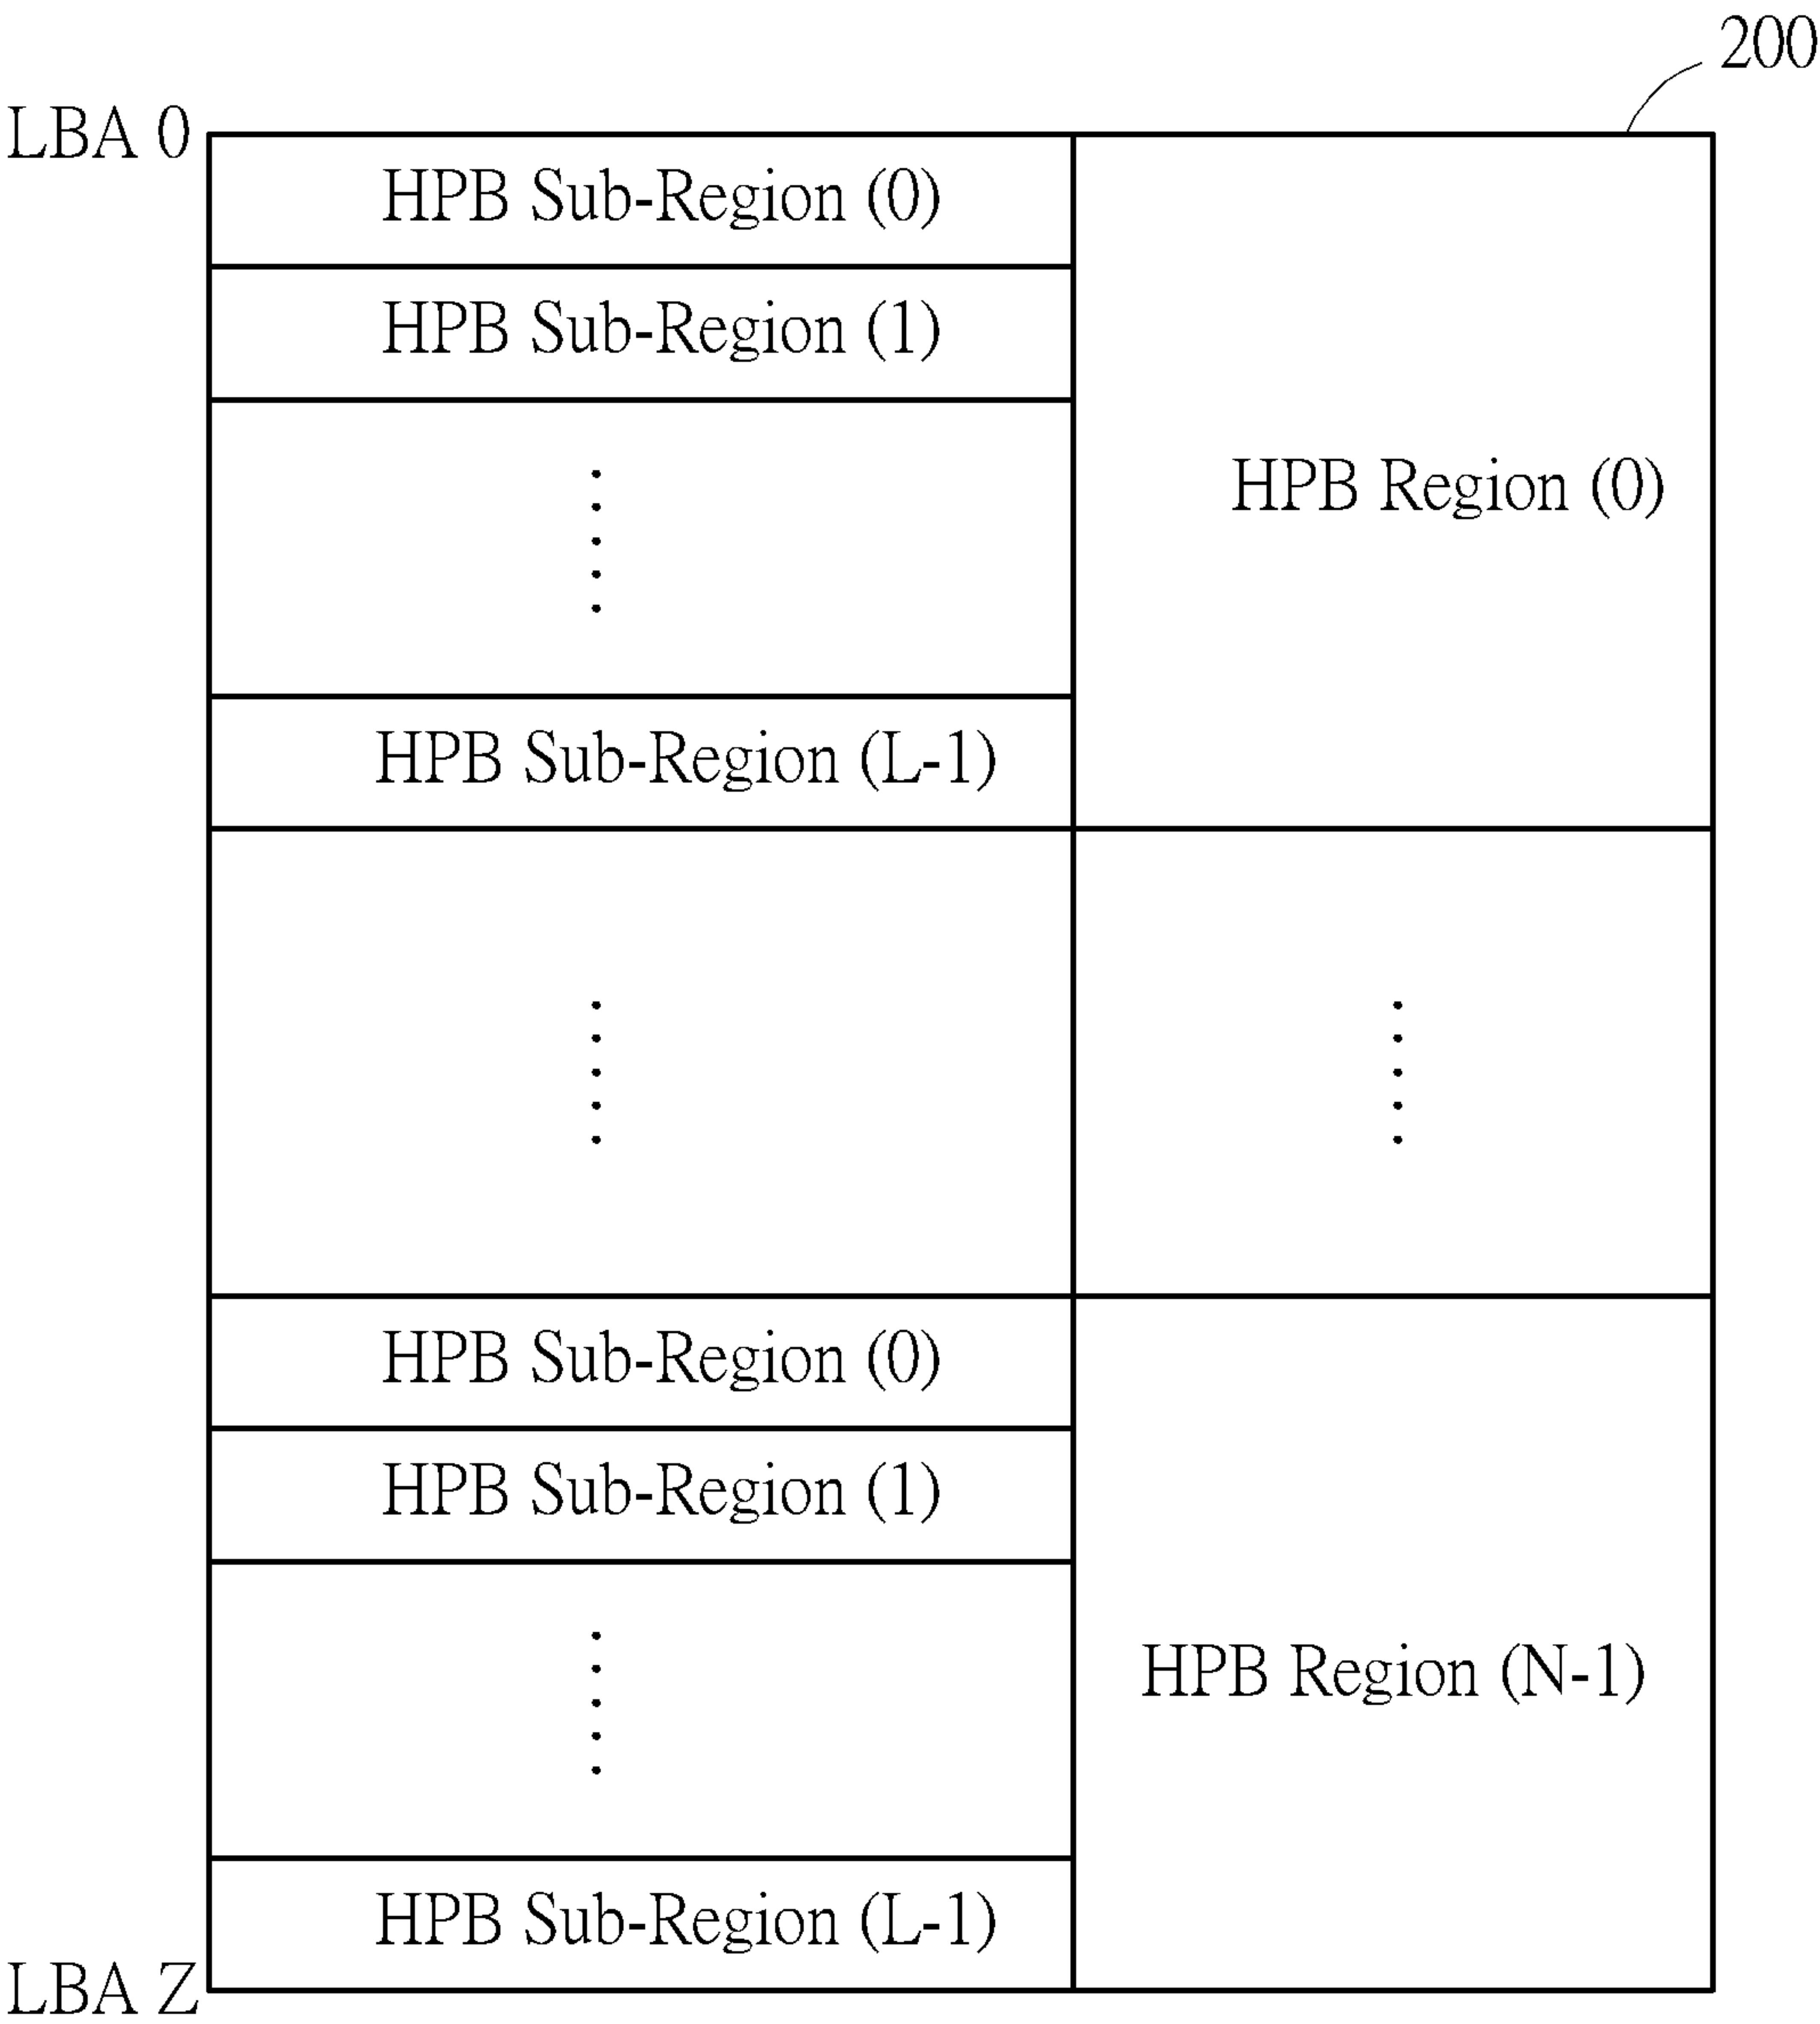 200
LBA 0
HPB Sub-Region (0)
HPB Sub-Region (1)
HPB Region (0)
HPB Sub-Region (L-1)
HPB Sub-Region (0)
HPB Sub-Region (1)
HPB Region (N-1)
HPB Sub-Region (L-1)
LBA Z